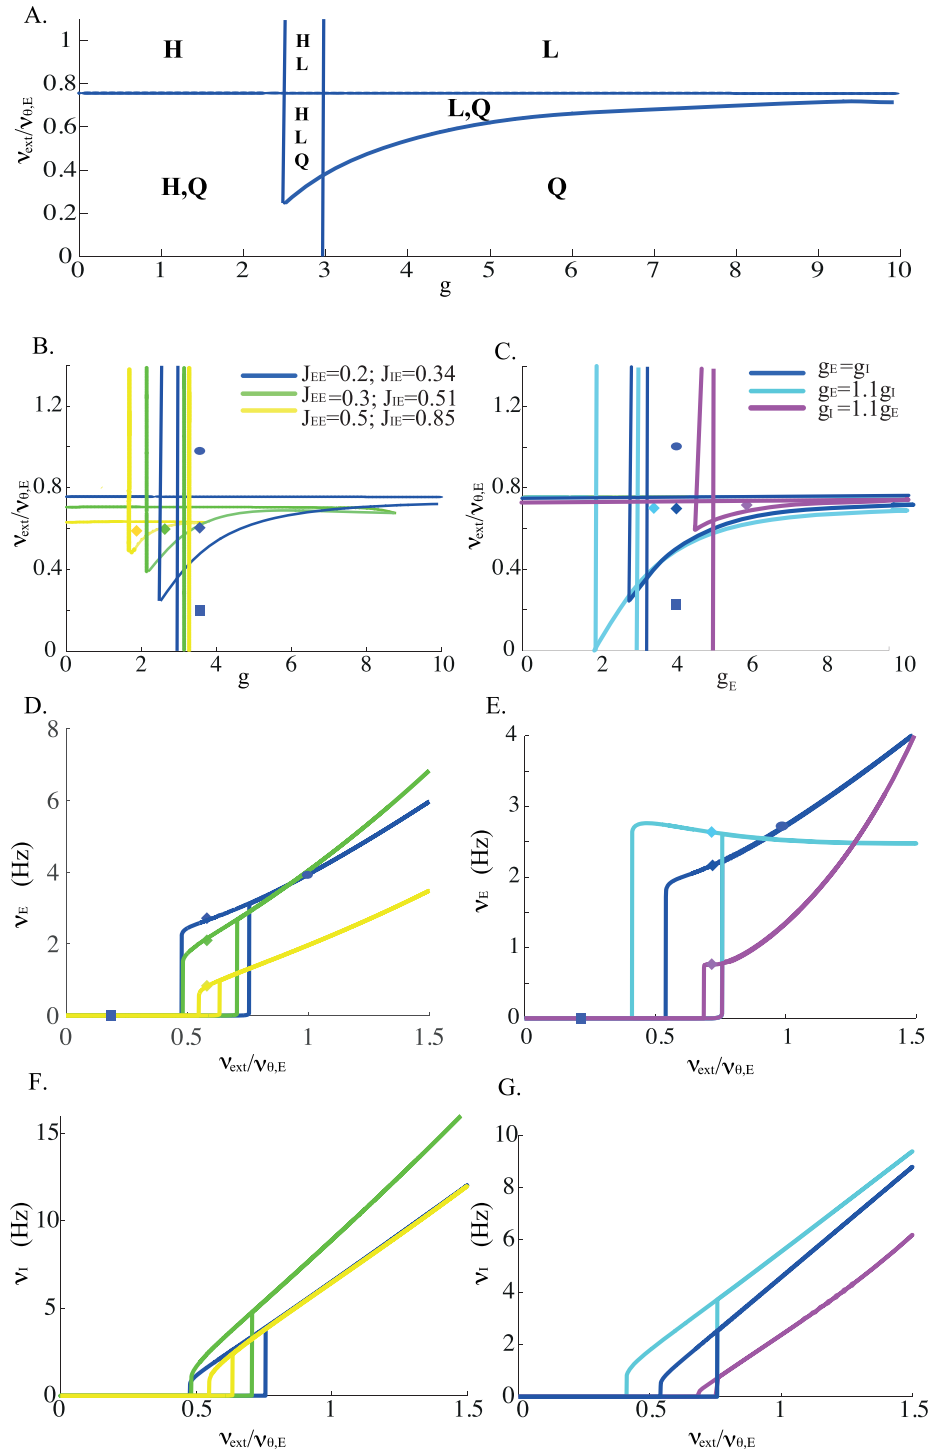 A.
1
0.8
0.6
0.4
0.2
0
νext/νθ,E
H
H
L
L
H
L
Q
L,Q
H,Q
Q
0 1 2 3 4 5 6 7 8 9 10
g
B.
JEE=0.2; JIE=0.34
JEE=0.3; JIE=0.51
JEE=0.5; JIE=0.85
1.2
0.8
0.4
0
νext/νθ,E
0 2 4 6 8 10
g
C.
gE=gI
gE=1.1gI
gI=1.1gE
1.2
0.8
0.4
0
νext/νθ,E
0 2 4 6 8 10
gE
D.
8
6
4
2
0
νE (Hz)
0 0.5 1 1.5
νext/νθ,E
E.
4
3
2
1
0
νE (Hz)
0 0.5 1 1.5
νext/νθ,E
F.
15
10
5
0
νI (Hz)
0 0.5 1 1.5
νext/νθ,E
G.
10
8
6
4
2
0
νI (Hz)
0 0.5 1 1.5
νext/νθ,E